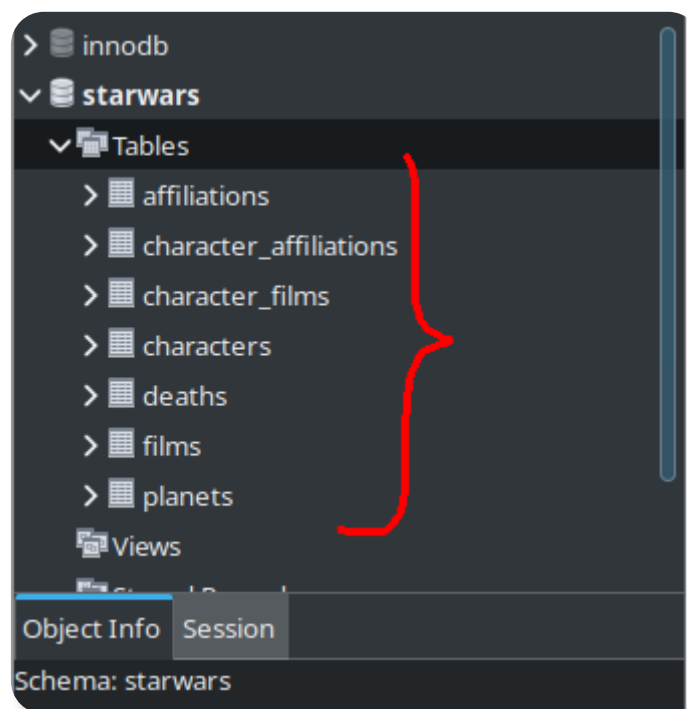 innodb
starwars
Tables
affiliations
character_affiliations
character_films
characters
deaths
films
planets
Views
Object Info Session
Schema: starwars